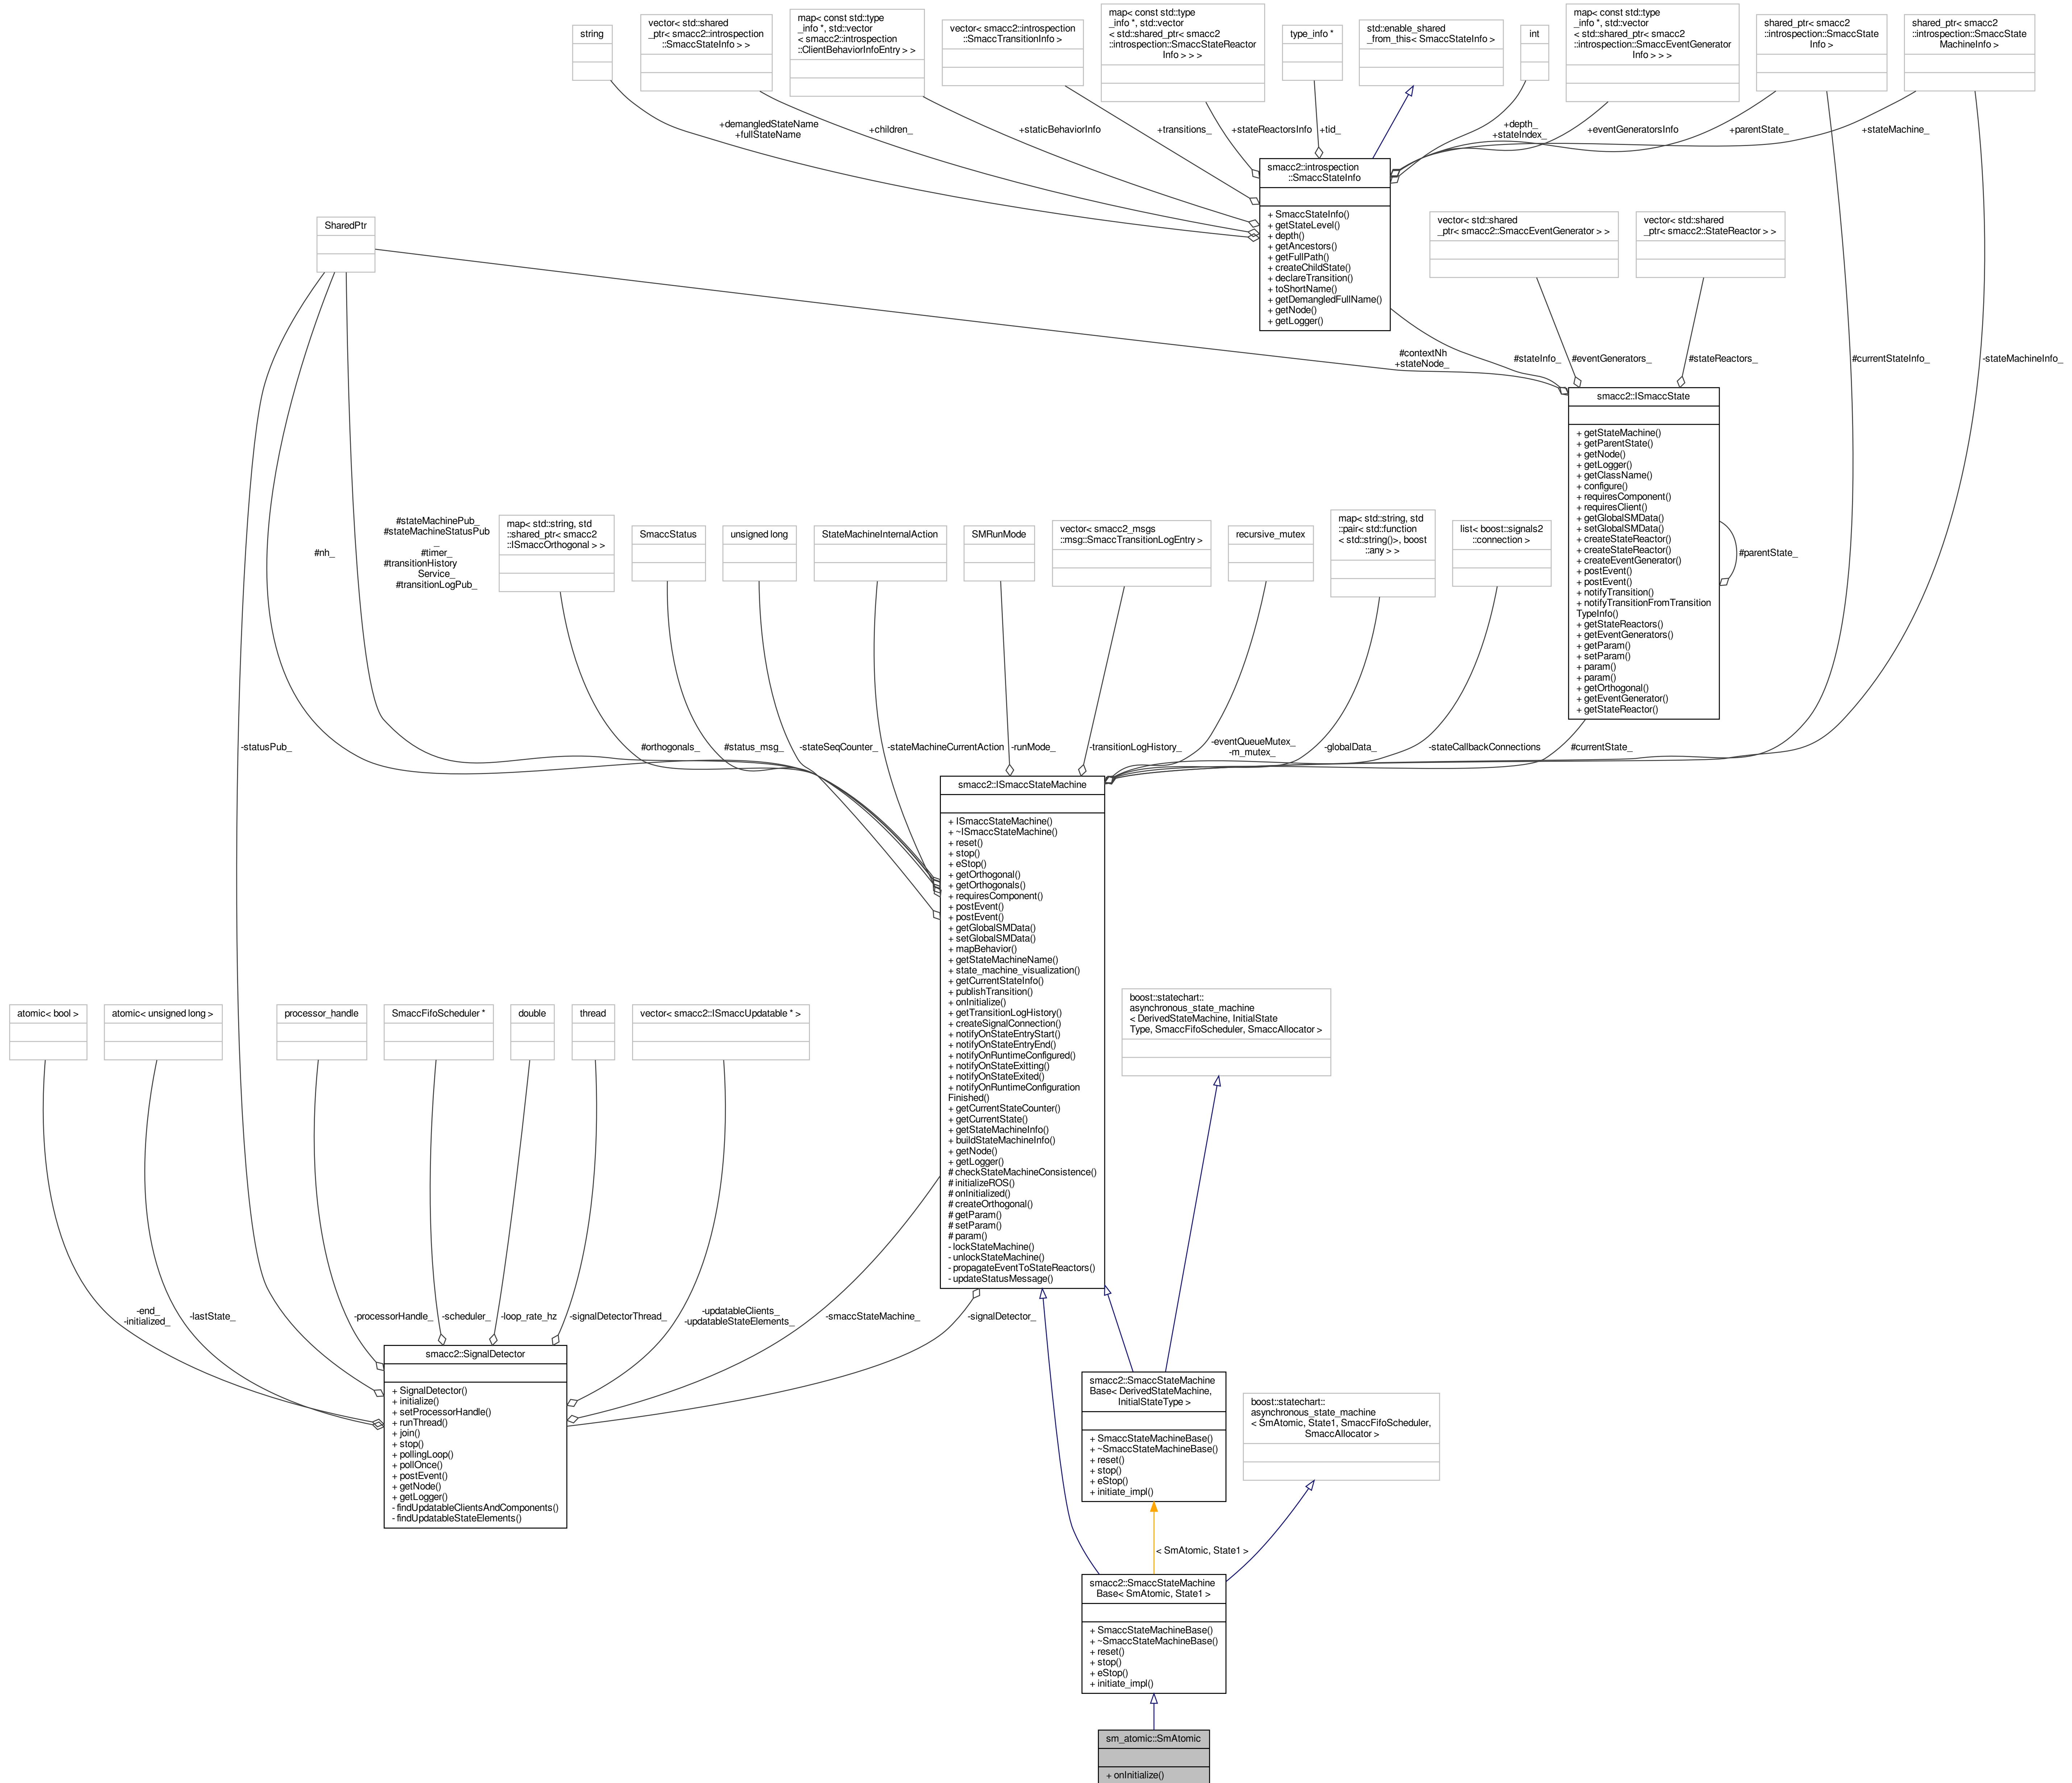 string
vector< std::shared
_ptr< smacc2::introspection
::SmaccStateInfo > >
map< const std::type
_info *, std::vector
< smacc2::introspection
::ClientBehaviorInfoEntry > >
vector< smacc2::introspection
::SmaccTransitionInfo >
map< const std::type
_info *, std::vector
< std::shared_ptr< smacc2
::introspection::SmaccStateReactor
Info > > >
type_info *
std::enable_shared
_from_this< SmaccStateInfo >
int
map< const std::type
_info *, std::vector
< std::shared_ptr< smacc2
::introspection::SmaccEventGenerator
Info > > >
shared_ptr< smacc2
::introspection::SmaccState
Info >
shared_ptr< smacc2
::introspection::SmaccState
MachineInfo >
+demangledStateName
+fullStateName
+children_
+staticBehaviorInfo
+transitions_
+stateReactorsInfo
+tid_
+depth_
+stateIndex_
+eventGeneratorsInfo
+parentState_
+stateMachine_
smacc2::introspection
::SmaccStateInfo
+ SmaccStateInfo()
+ getStateLevel()
+ depth()
+ getAncestors()
+ getFullPath()
+ createChildState()
+ declareTransition()
+ toShortName()
+ getDemangledFullName()
+ getNode()
+ getLogger()
SharedPtr
vector< std::shared
_ptr< smacc2::SmaccEventGenerator > >
vector< std::shared
_ptr< smacc2::StateReactor > >
#contextNh
+stateNode_
#stateInfo_
#eventGenerators_
#stateReactors_
#currentStateInfo_
-stateMachineInfo_
smacc2::ISmaccState
+ getStateMachine()
+ getParentState()
+ getNode()
+ getLogger()
+ getClassName()
+ configure()
+ requiresComponent()
+ requiresClient()
+ getGlobalSMData()
+ setGlobalSMData()
+ createStateReactor()
+ createStateReactor()
+ createEventGenerator()
+ postEvent()
+ postEvent()
+ notifyTransition()
+ notifyTransitionFromTransition
TypeInfo()
+ getStateReactors()
+ getEventGenerators()
+ getParam()
+ setParam()
+ param()
+ param()
+ getOrthogonal()
+ getEventGenerator()
+ getStateReactor()
#parentState_
#nh_
#stateMachinePub_
#stateMachineStatusPub
_
#timer_
#transitionHistory
Service_
#transitionLogPub_
map< std::string, std
::shared_ptr< smacc2
::ISmaccOrthogonal > >
SmaccStatus
unsigned long
StateMachineInternalAction
SMRunMode
vector< smacc2_msgs
::msg::SmaccTransitionLogEntry >
recursive_mutex
map< std::string, std
::pair< std::function
< std::string()>, boost
::any > >
list< boost::signals2
::connection >
-statusPub_
#orthogonals_
#status_msg_
-stateSeqCounter_
-stateMachineCurrentAction
-runMode_
-transitionLogHistory_
-eventQueueMutex_
-m_mutex_
-globalData_
-stateCallbackConnections
#currentState_
smacc2::ISmaccStateMachine
+ ISmaccStateMachine()
+ ~ISmaccStateMachine()
+ reset()
+ stop()
+ eStop()
+ getOrthogonal()
+ getOrthogonals()
+ requiresComponent()
+ postEvent()
+ postEvent()
+ getGlobalSMData()
+ setGlobalSMData()
+ mapBehavior()
+ getStateMachineName()
+ state_machine_visualization()
+ getCurrentStateInfo()
+ publishTransition()
+ onInitialize()
+ getTransitionLogHistory()
+ createSignalConnection()
+ notifyOnStateEntryStart()
+ notifyOnStateEntryEnd()
+ notifyOnRuntimeConfigured()
+ notifyOnStateExitting()
+ notifyOnStateExited()
+ notifyOnRuntimeConfiguration
Finished()
+ getCurrentStateCounter()
+ getCurrentState()
+ getStateMachineInfo()
+ buildStateMachineInfo()
+ getNode()
+ getLogger()
# checkStateMachineConsistence()
# initializeROS()
# onInitialized()
# createOrthogonal()
# getParam()
# setParam()
# param()
- lockStateMachine()
- unlockStateMachine()
- propagateEventToStateReactors()
- updateStatusMessage()
atomic< bool >
atomic< unsigned long >
processor_handle
SmaccFifoScheduler *
double
thread
vector< smacc2::ISmaccUpdatable * >
boost::statechart::
asynchronous_state_machine
< DerivedStateMachine, InitialState
Type, SmaccFifoScheduler, SmaccAllocator >
-end_
-initialized_
-lastState_
-processorHandle_
-scheduler_
-loop_rate_hz
-signalDetectorThread_
-updatableClients_
-updatableStateElements_
-smaccStateMachine_
-signalDetector_
smacc2::SignalDetector
+ SignalDetector()
+ initialize()
+ setProcessorHandle()
+ runThread()
+ join()
+ stop()
+ pollingLoop()
+ pollOnce()
+ postEvent()
+ getNode()
+ getLogger()
- findUpdatableClientsAndComponents()
- findUpdatableStateElements()
smacc2::SmaccStateMachine
Base< DerivedStateMachine,
InitialStateType >
+ SmaccStateMachineBase()
+ ~SmaccStateMachineBase()
+ reset()
+ stop()
+ eStop()
+ initiate_impl()
boost::statechart::
asynchronous_state_machine
< SmAtomic, State1, SmaccFifoScheduler,
SmaccAllocator >
< SmAtomic, State1 >
smacc2::SmaccStateMachine
Base< SmAtomic, State1 >
+ SmaccStateMachineBase()
+ ~SmaccStateMachineBase()
+ reset()
+ stop()
+ eStop()
+ initiate_impl()
sm_atomic::SmAtomic
+ onInitialize()